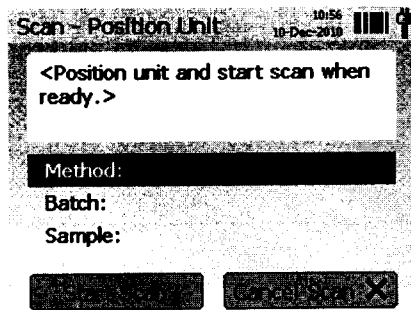 Scan - Position Unit
10:56
10-Dec-2010
<Position unit and start scan when
ready.>
Method:
Batch:
Sample:
Cancel Scan